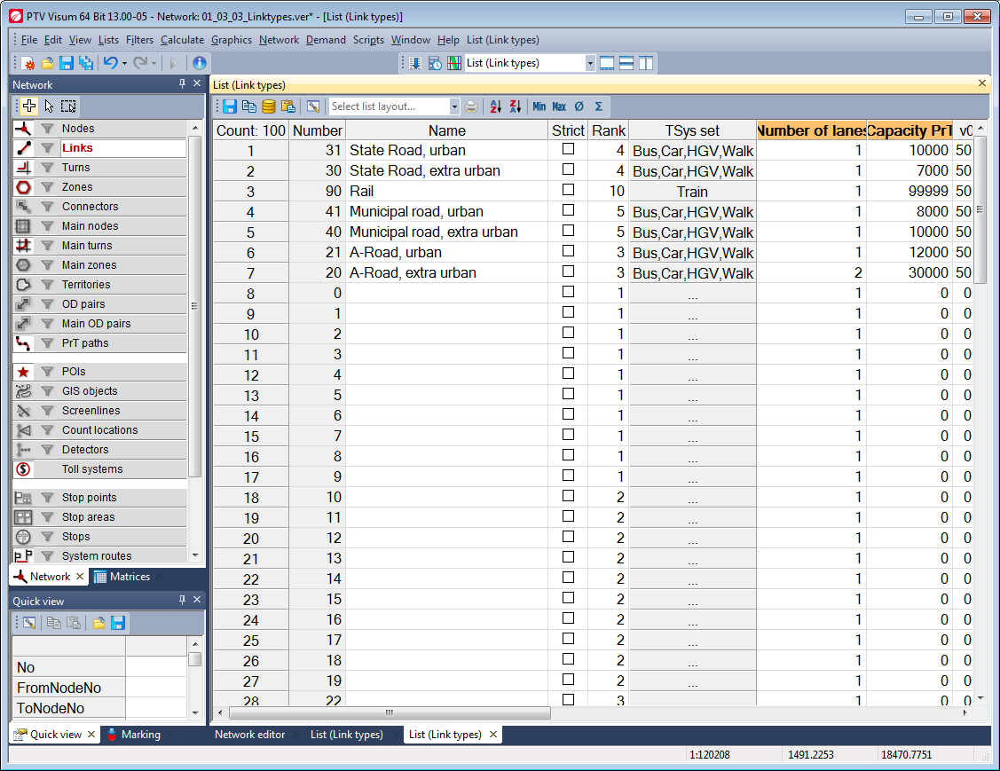 PTV Visum 64 Bit 13.00-05 - Network: 01_03_03_Linktypes.ver* - [List (Link types)]
File Edit View Lists Filters Calculate Graphics Network Demand Scripts Window Help List (Link types)
List (Link types)
Network
Nodes
Links
Turns
Zones
Connectors
Main nodes
Main turns
Main zones
Territories
OD pairs
Main OD pairs
PrT paths
POIs
GIS objects
Screenlines
Count locations
Detectors
Toll systems
Stop points
Stop areas
Stops
System routes
Network Matrices
Quick view
No
FromNodeNo
ToNodeNo
Quick view Marking
List (Link types)
Select list layout... Min Max Ø Σ
Count: 100 Number Name Strict Rank TSys set Number of lanes Capacity PrT v0
1 31 State Road, urban 4 Bus,Car,HGV,Walk 1 10000 50
2 30 State Road, extra urban 4 Bus,Car,HGV,Walk 1 7000 50
3 90 Rail 10 Train 1 99999 50
4 41 Municipal road, urban 5 Bus,Car,HGV,Walk 1 8000 50
5 40 Municipal road, extra urban 5 Bus,Car,HGV,Walk 1 10000 50
6 21 A-Road, urban 3 Bus,Car,HGV,Walk 1 12000 50
7 20 A-Road, extra urban 3 Bus,Car,HGV,Walk 2 30000 50
8 0 1 ... 1 0 0
9 1 1 ... 1 0 0
10 2 1 ... 1 0 0
11 3 1 ... 1 0 0
12 4 1 ... 1 0 0
13 5 1 ... 1 0 0
14 6 1 ... 1 0 0
15 7 1 ... 1 0 0
16 8 1 ... 1 0 0
17 9 1 ... 1 0 0
18 10 2 ... 1 0 0
19 11 2 ... 1 0 0
20 12 2 ... 1 0 0
21 13 2 ... 1 0 0
22 14 2 ... 1 0 0
23 15 2 ... 1 0 0
24 16 2 ... 1 0 0
25 17 2 ... 1 0 0
26 18 2 ... 1 0 0
27 19 2 ... 1 0 0
28 22 3 1 0 0
Network editor List (Link types) List (Link types)
1:120208 1491.2253 18470.7751